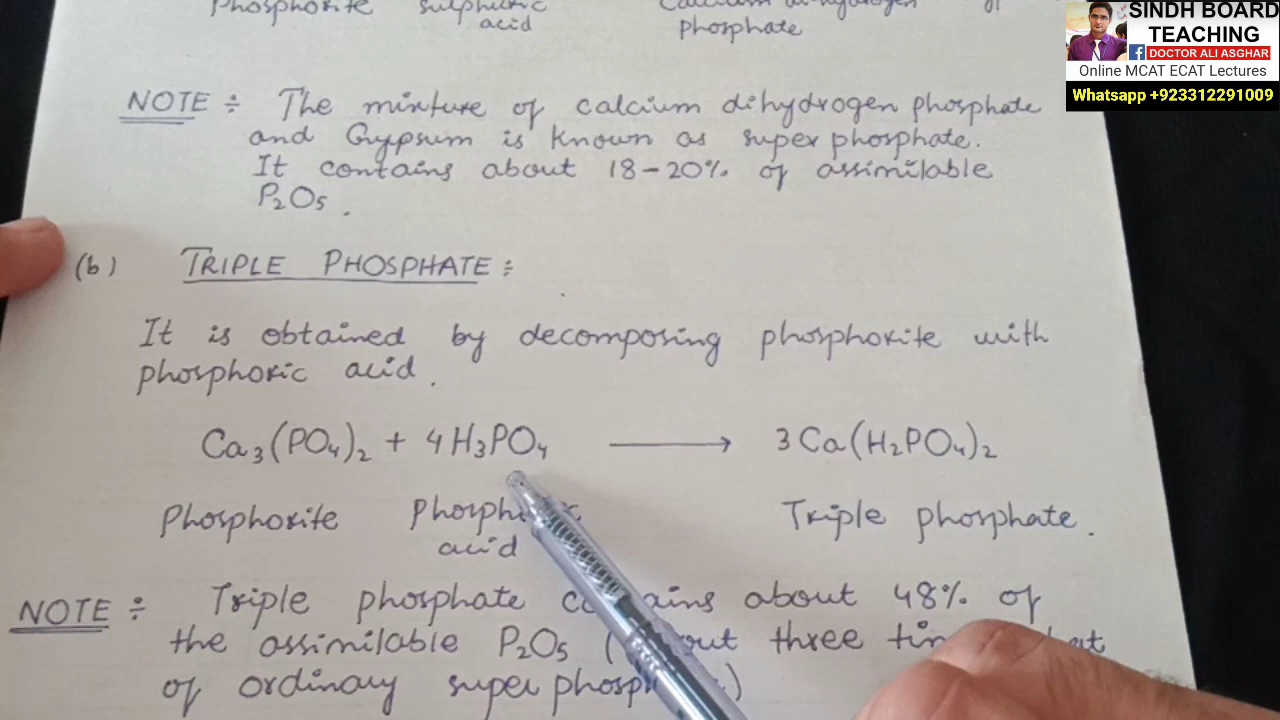 Phosphorite sulphuric Calcium di-hydrogen
acid phosphate
SINDH BOARD
TEACHING
f DOCTOR ALI ASGHAR
Online MCAT ECAT Lectures
Whatsapp +923312291009
NOTE ÷ The mixture of calcium dihydrogen phosphate
and Gypsum is known as super phosphate.
It contains about 18-20% of assimilable
P₂O₅.
(b) TRIPLE PHOSPHATE ÷
It is obtained by decomposing phosphorite with
phosphoric acid.
Ca₃(PO₄)₂ + 4H₃PO₄ ⟶ 3Ca(H₂PO₄)₂
Phosphorite Triple phosphate.
acid
NOTE ÷ Triple phosphate about 48% of
the assimilable P₂O₅ ( three
of ordinary super )